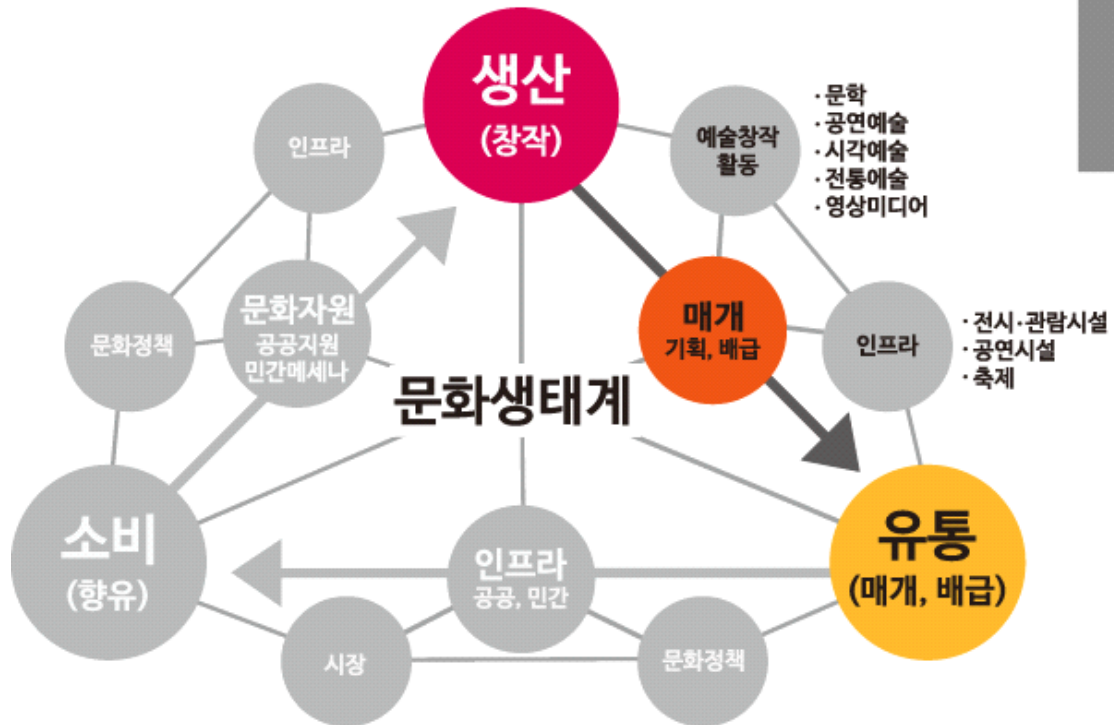 생산
(창작)
인프라
예술창작
활동
· 문학
· 공연예술
· 시각예술
· 전통에술
· 영상미디어
문화자원
공공지원
민간메세나
문화정책
매개
기획, 배급
인프라
· 전시·관람시설
· 공연시설
· 축제
문화생태계
소비
(향유)
인프라
공공, 민간
유통
(매개, 배급)
시장
문화정책